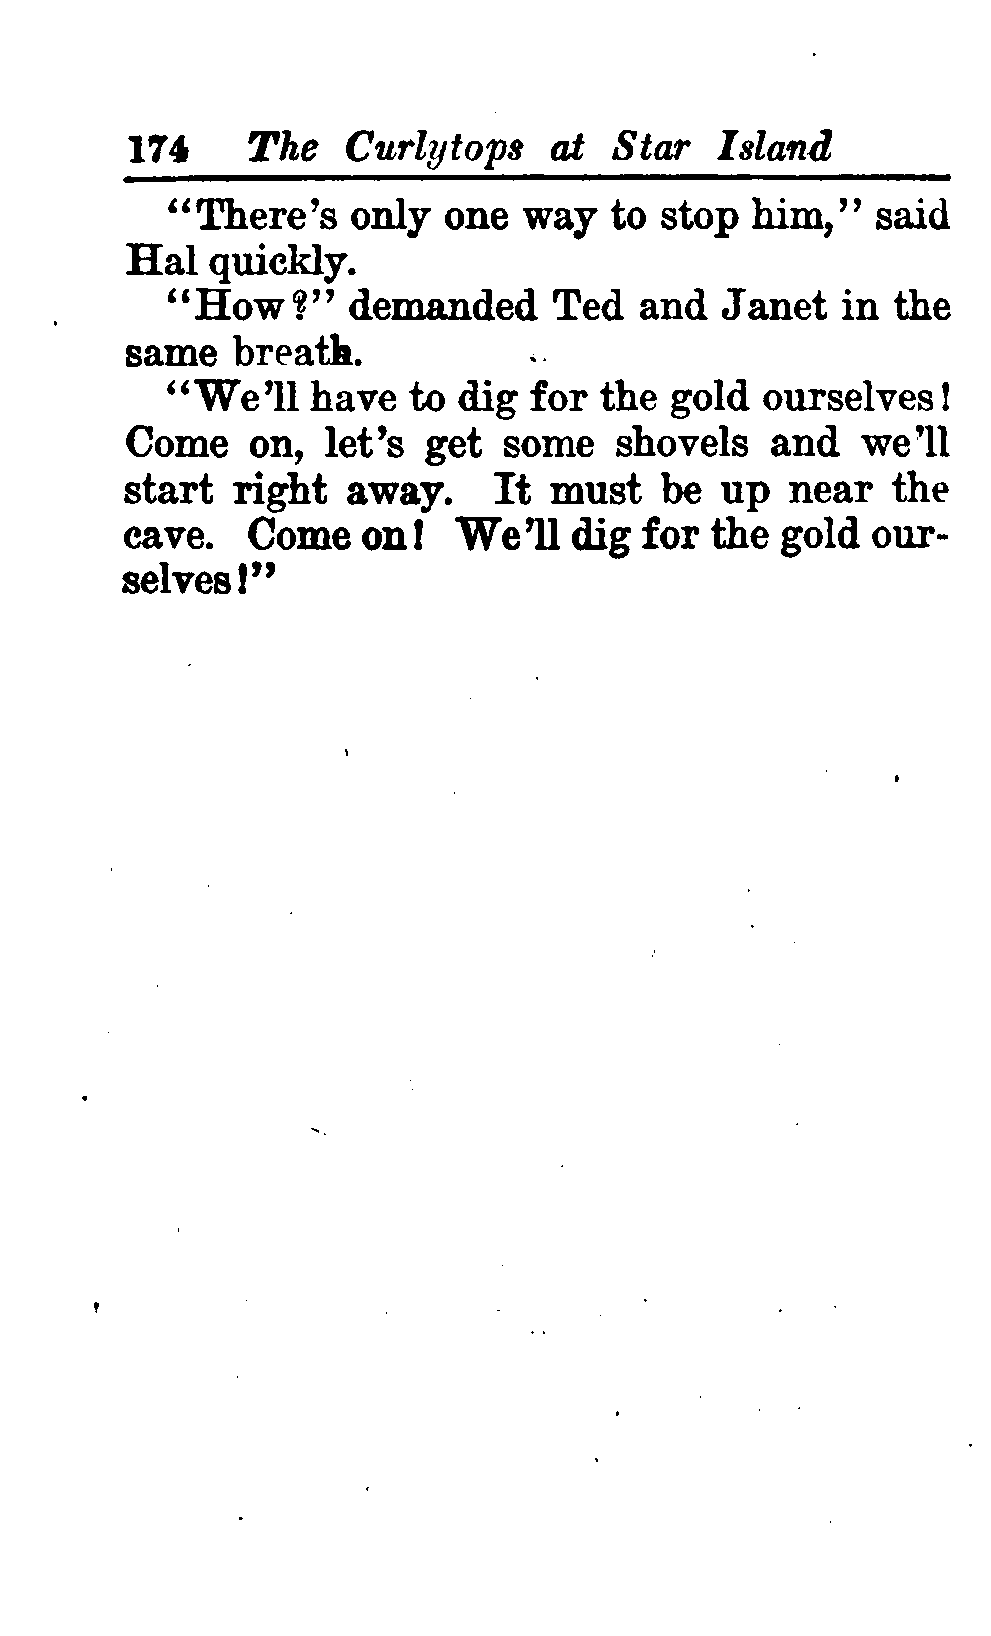 174 The Curlytops at Star Island
"There's only one way to stop him," said
Hal quickly.
"How?" demanded Ted and Janet in the
same breath.
"We'll have to dig for the gold ourselves!
Come on, let's get some shovels and we'll
start right away. It must be up near the
cave. Come on! We'll dig for the gold our-
selves!"